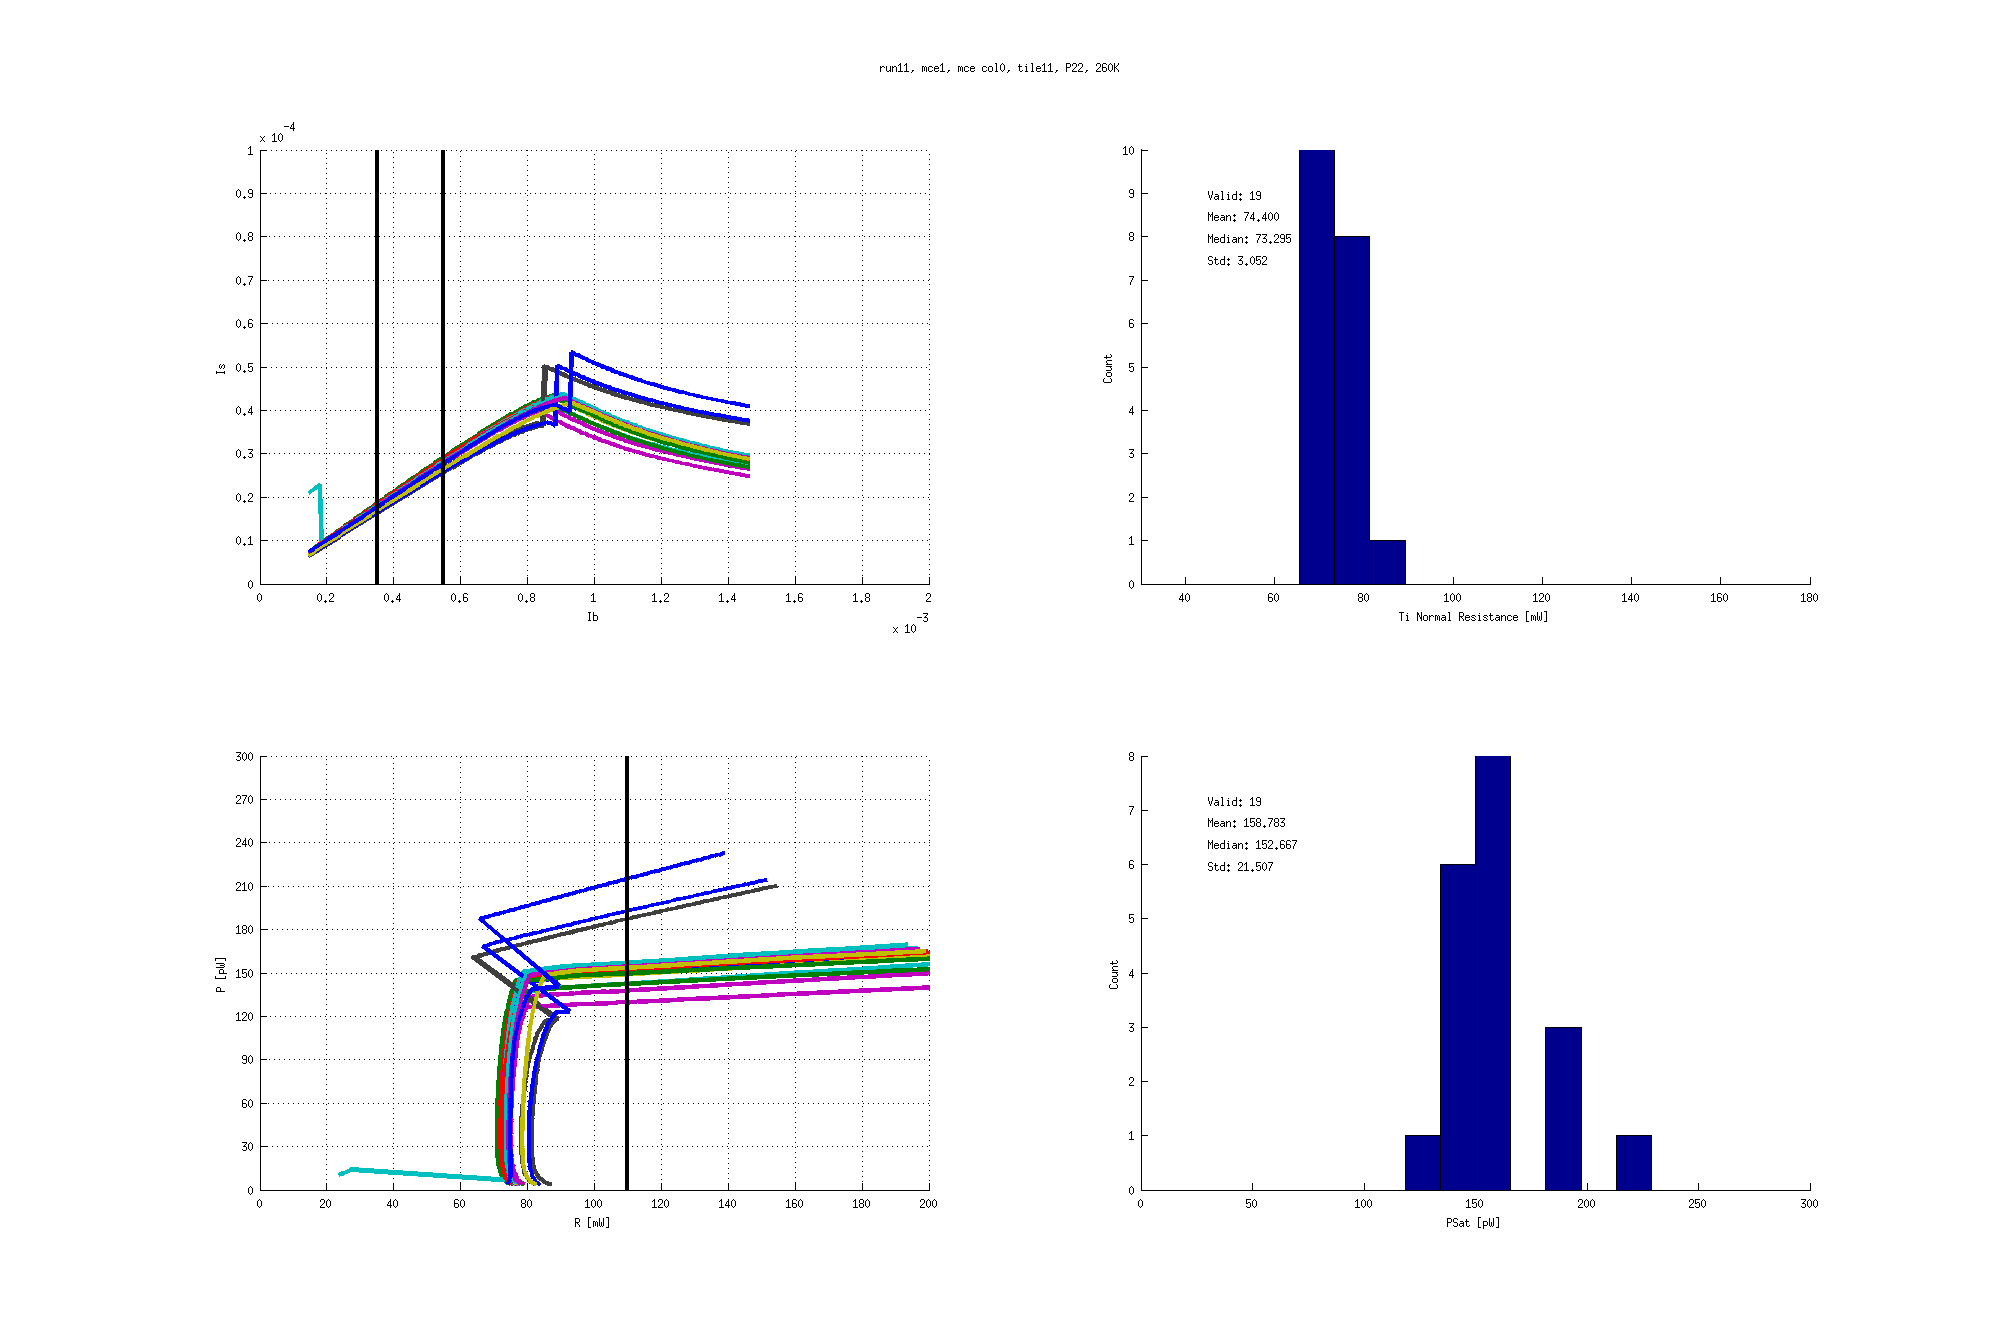 run11, mce1, mce col0, tile11, P22, 260K
x 10^-4
1
0.9
0.8
0.7
0.6
0.5
0.4
0.3
0.2
0.1
0
Is
0 0.2 0.4 0.6 0.8 1 1.2 1.4 1.6 1.8 2
Ib
x 10^-3
10
9
8
7
6
5
4
3
2
1
0
Count
Valid: 19
Mean: 74.400
Median: 73.295
Std: 3.052
40 60 80 100 120 140 160 180
Ti Normal Resistance [mW]
300
270
240
210
180
150
120
90
60
30
0
P [pW]
0 20 40 60 80 100 120 140 160 180 200
R [mW]
8
7
6
5
4
3
2
1
0
Count
Valid: 19
Mean: 158.783
Median: 152.667
Std: 21.507
0 50 100 150 200 250 300
PSat [pW]